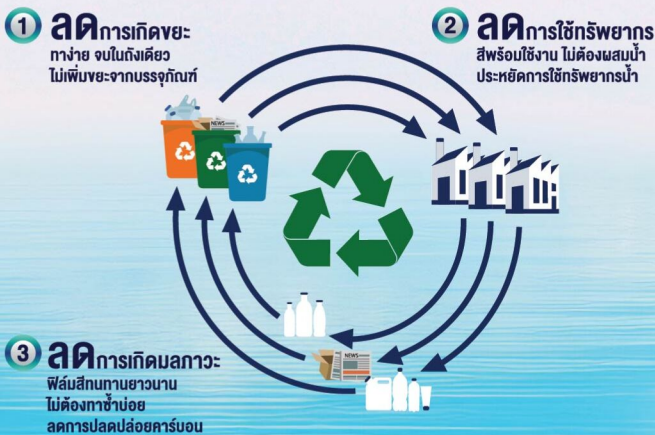 1 ลดการเกิดขยะ
ทาง่าย จบในถังเดียว
ไม่เพิ่มขยะจากบรรจุภัณฑ์
2 ลดการใช้ทรัพยากร
สีพร้อมใช้งาน ไม่ต้องผสมน้ำ
ประหยัดการใช้ทรัพยากรน้ำ
NEWS
3 ลดการเกิดมลภาวะ
ฟิล์มสีทนทานยาวนาน
ไม่ต้องทาซ้ำบ่อย
ลดการปลดปล่อยคาร์บอน
NEWS